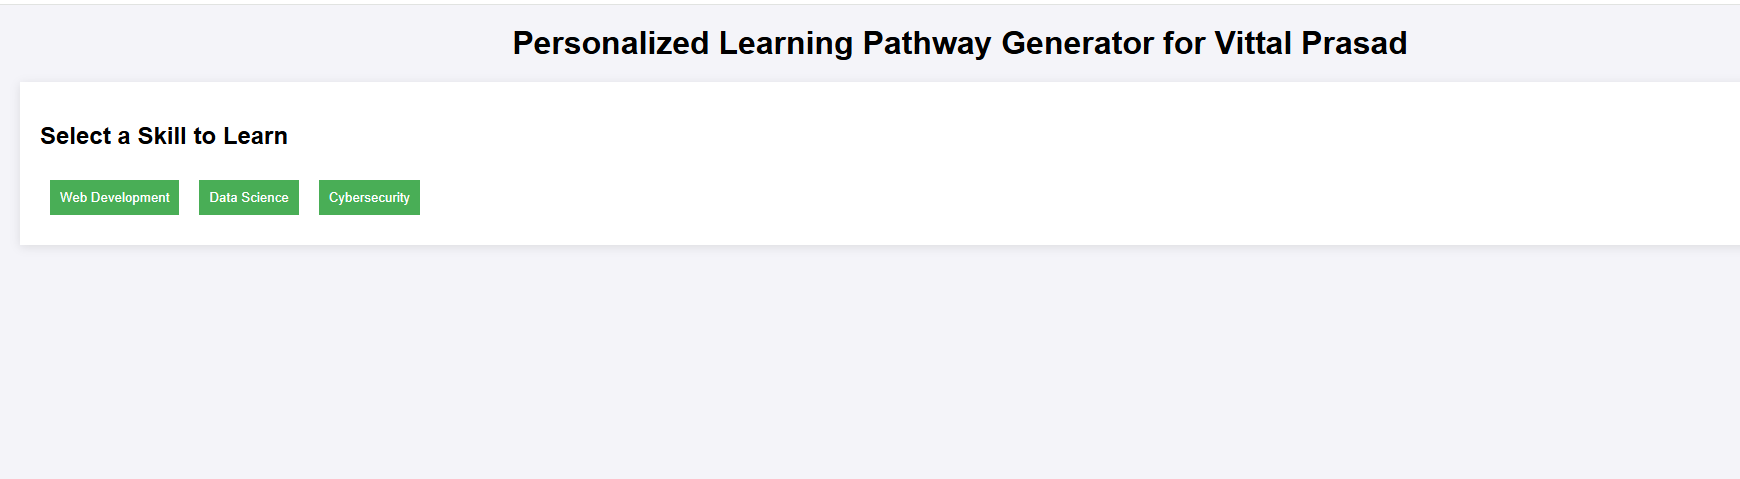 Personalized Learning Pathway Generator for Vittal Prasad
Select a Skill to Learn
Web Development Data Science Cybersecurity